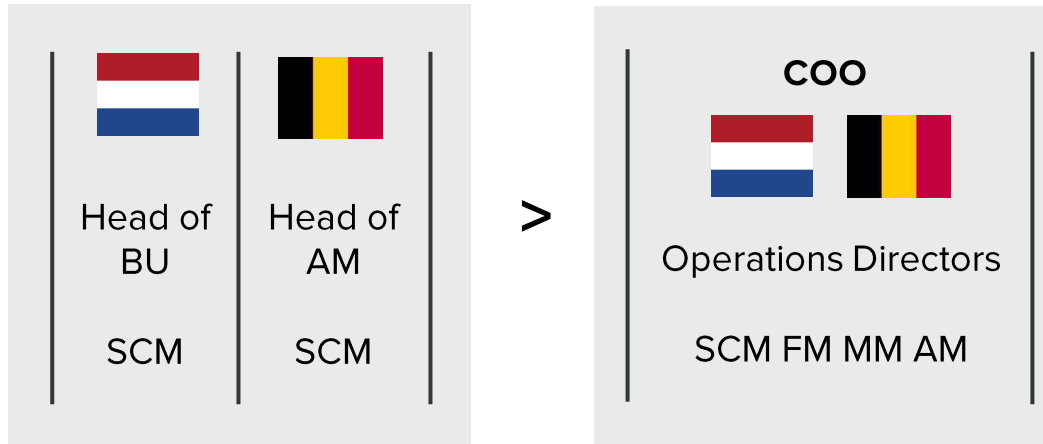 Head of
BU
SCM
Head of
AM
SCM
>
COO
Operations Directors
SCM FM MM AM